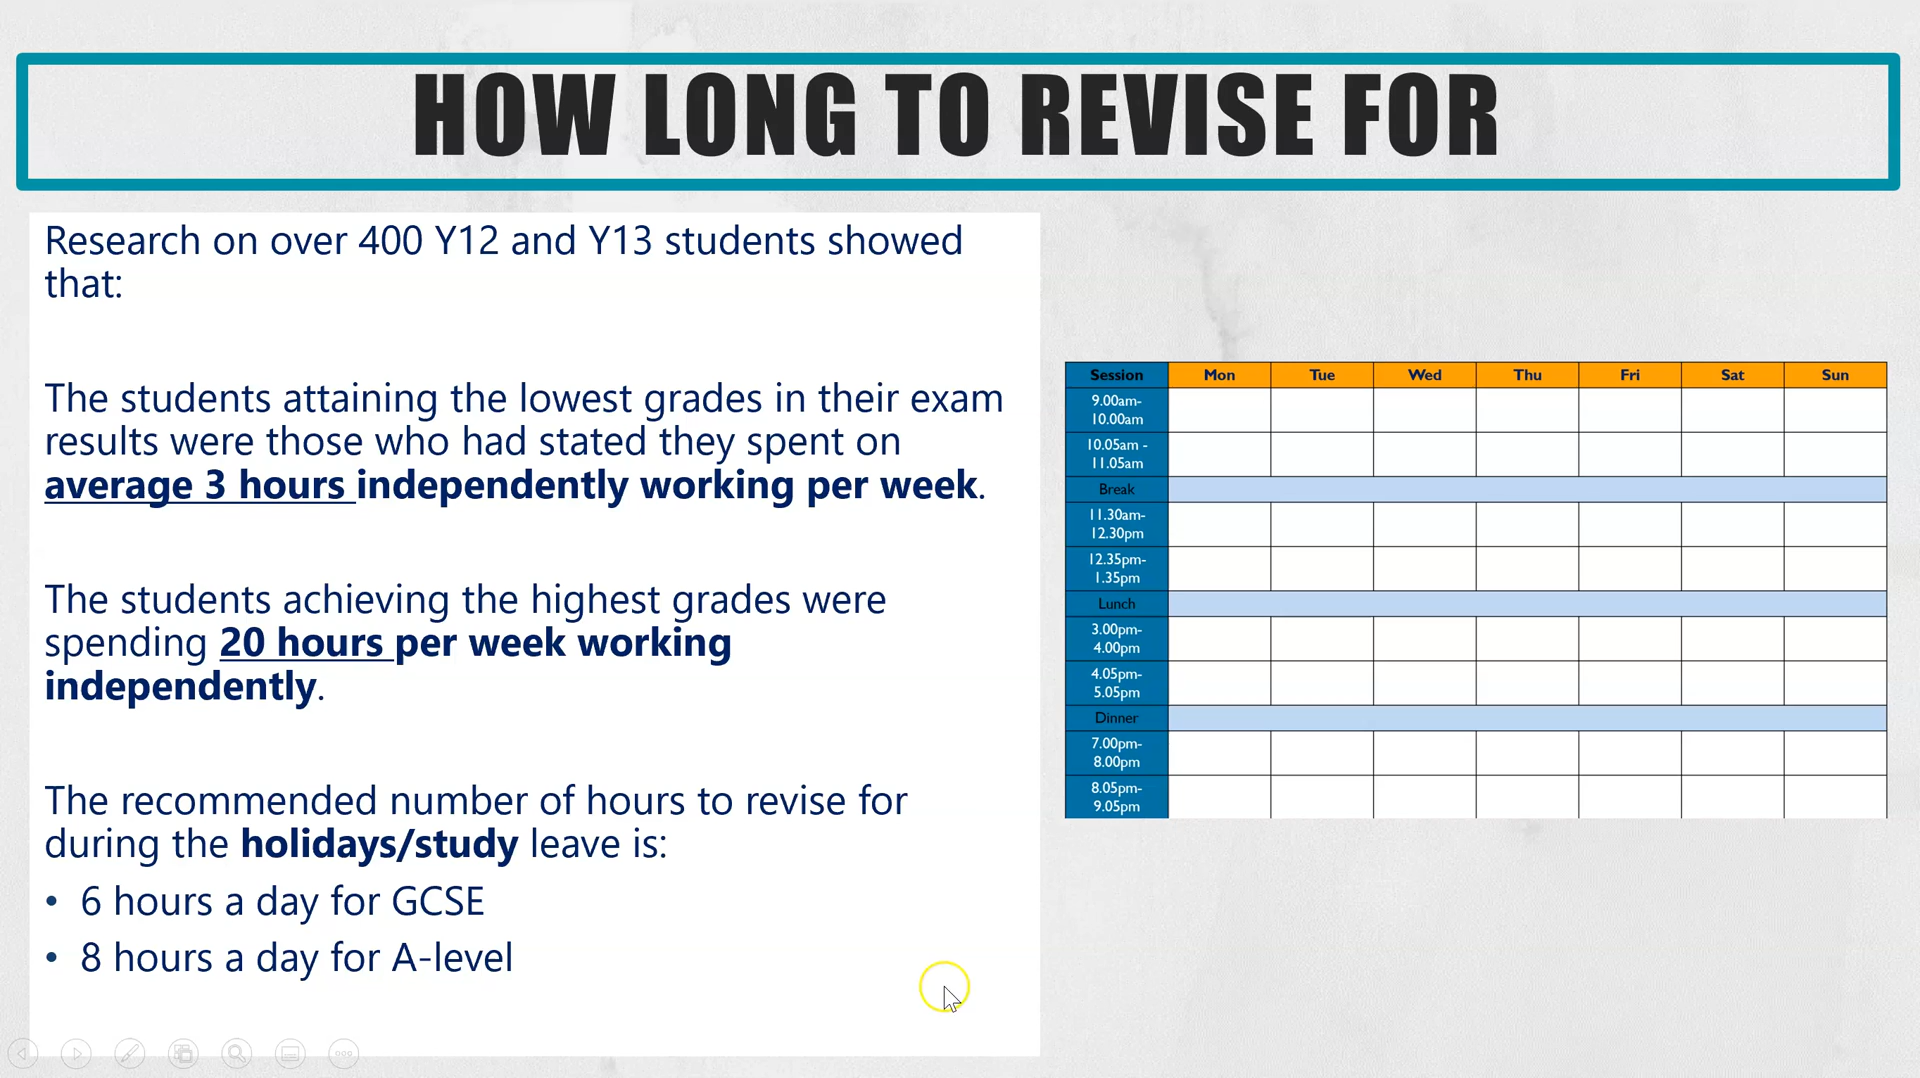 HOW LONG TO REVISE FOR
Research on over 400 Y12 and Y13 students showed
that:
The students attaining the lowest grades in their exam
results were those who had stated they spent on
average 3 hours independently working per week.
The students achieving the highest grades were
spending 20 hours per week working
independently.
The recommended number of hours to revise for
during the holidays/study leave is:
• 6 hours a day for GCSE
• 8 hours a day for A-level
Session Mon Tue Wed Thu Fri Sat Sun
9.00am-
10.00am
10.05am -
11.05am
Break
11.30am-
12.30pm
12.35pm-
1.35pm
Lunch
3.00pm-
4.00pm
4.05pm-
5.05pm
Dinner
7.00pm-
8.00pm
8.05pm-
9.05pm